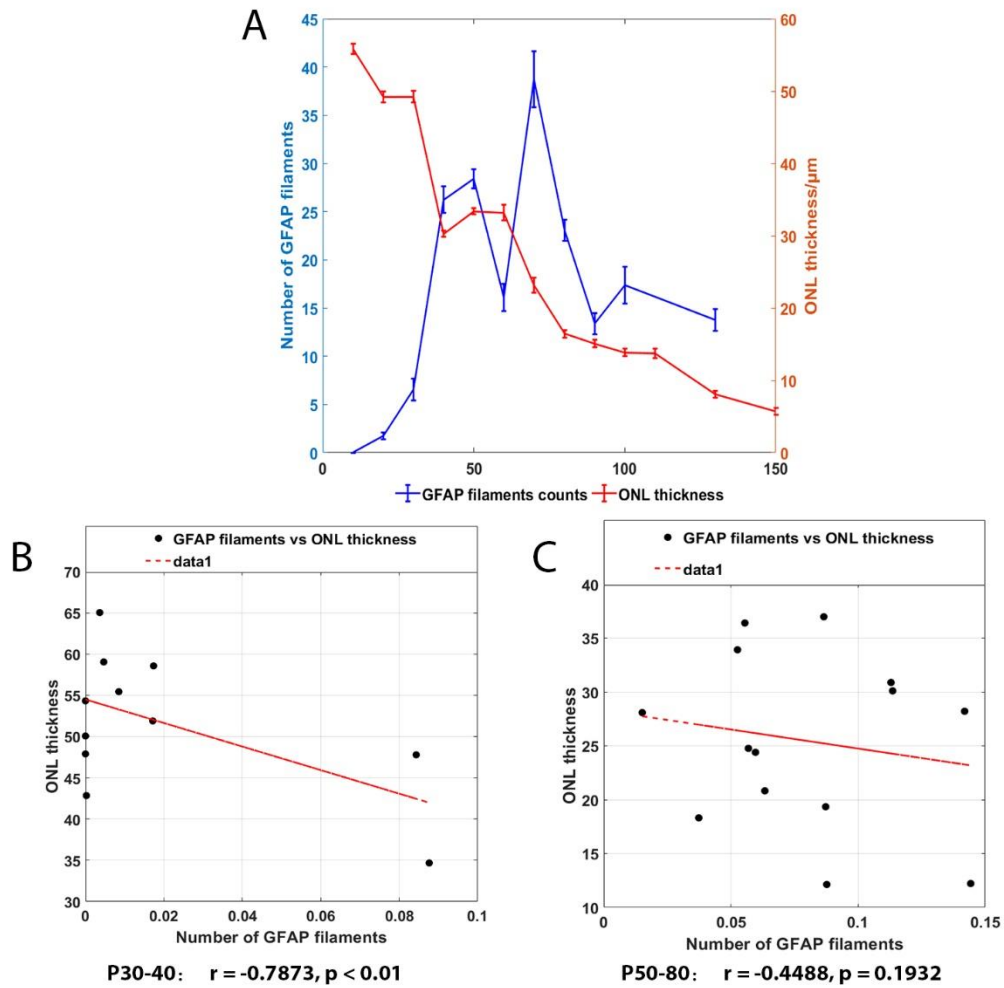 A
45
40
35
30
25
20
15
10
5
0
Number of GFAP filaments
60
50
40
30
20
10
0
ONL thickness/μm
0 50 100 150
GFAP filaments counts ONL thickness
B
GFAP filaments vs ONL thickness
data1
70
65
60
55
50
45
40
35
30
ONL thickness
0 0.02 0.04 0.06 0.08 0.1
Number of GFAP filaments
P30-40: r = -0.7873, p < 0.01
C
GFAP filaments vs ONL thickness
data1
40
35
30
25
20
15
10
ONL thickness
0 0.05 0.1 0.15
Number of GFAP filaments
P50-80: r = -0.4488, p = 0.1932